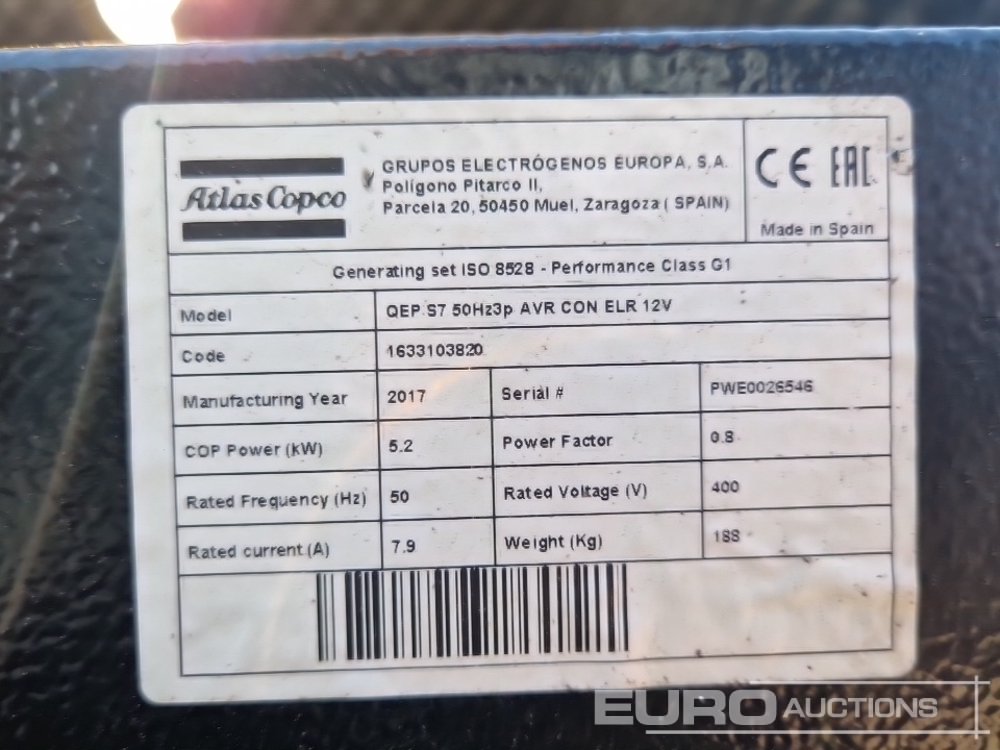 Atlas Copco
GRUPOS ELECTRÓGENOS EUROPA, S.A.
Polígono Pitarco II,
Parcela 20, 50450 Muel, Zaragoza ( SPAIN)
CE EAC
Made in Spain
Generating set ISO 8528 - Performance Class G1
Model QEP S7 50Hz3p AVR CON ELR 12V
Code 1633103820
Manufacturing Year 2017 Serial # PWE0026546
COP Power (kW) 5.2 Power Factor 0.8
Rated Frequency (Hz) 50 Rated Voltage (V) 400
Rated current (A) 7.9 Weight (Kg) 188
EURO AUCTIONS